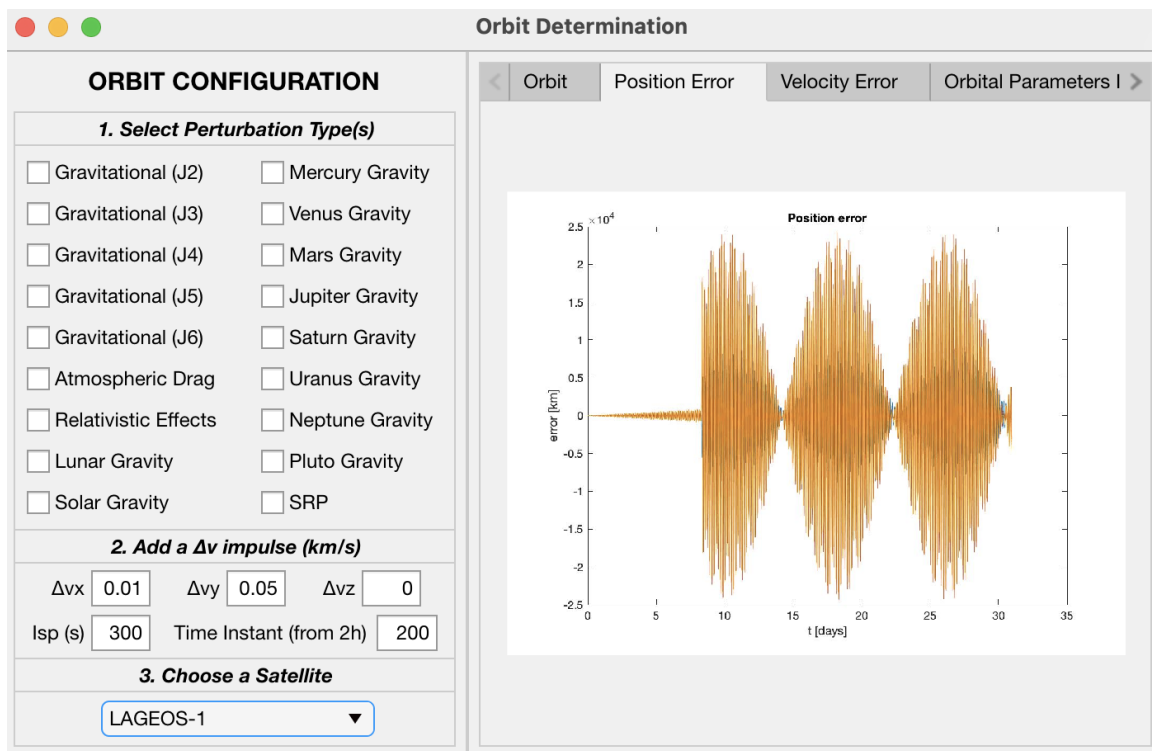 Orbit Determination
ORBIT CONFIGURATION
1. Select Perturbation Type(s)
Gravitational (J2) Mercury Gravity
Gravitational (J3) Venus Gravity
Gravitational (J4) Mars Gravity
Gravitational (J5) Jupiter Gravity
Gravitational (J6) Saturn Gravity
Atmospheric Drag Uranus Gravity
Relativistic Effects Neptune Gravity
Lunar Gravity Pluto Gravity
Solar Gravity SRP
2. Add a Δv impulse (km/s)
Δvx 0.01 Δvy 0.05 Δvz 0
Isp (s) 300 Time Instant (from 2h) 200
3. Choose a Satellite
LAGEOS-1
Orbit Position Error Velocity Error Orbital Parameters I
Position error
×10^4
2.5
2
1.5
1
0.5
0
-0.5
-1
-1.5
-2
-2.5
error [km]
0 5 10 15 20 25 30 35
t [days]